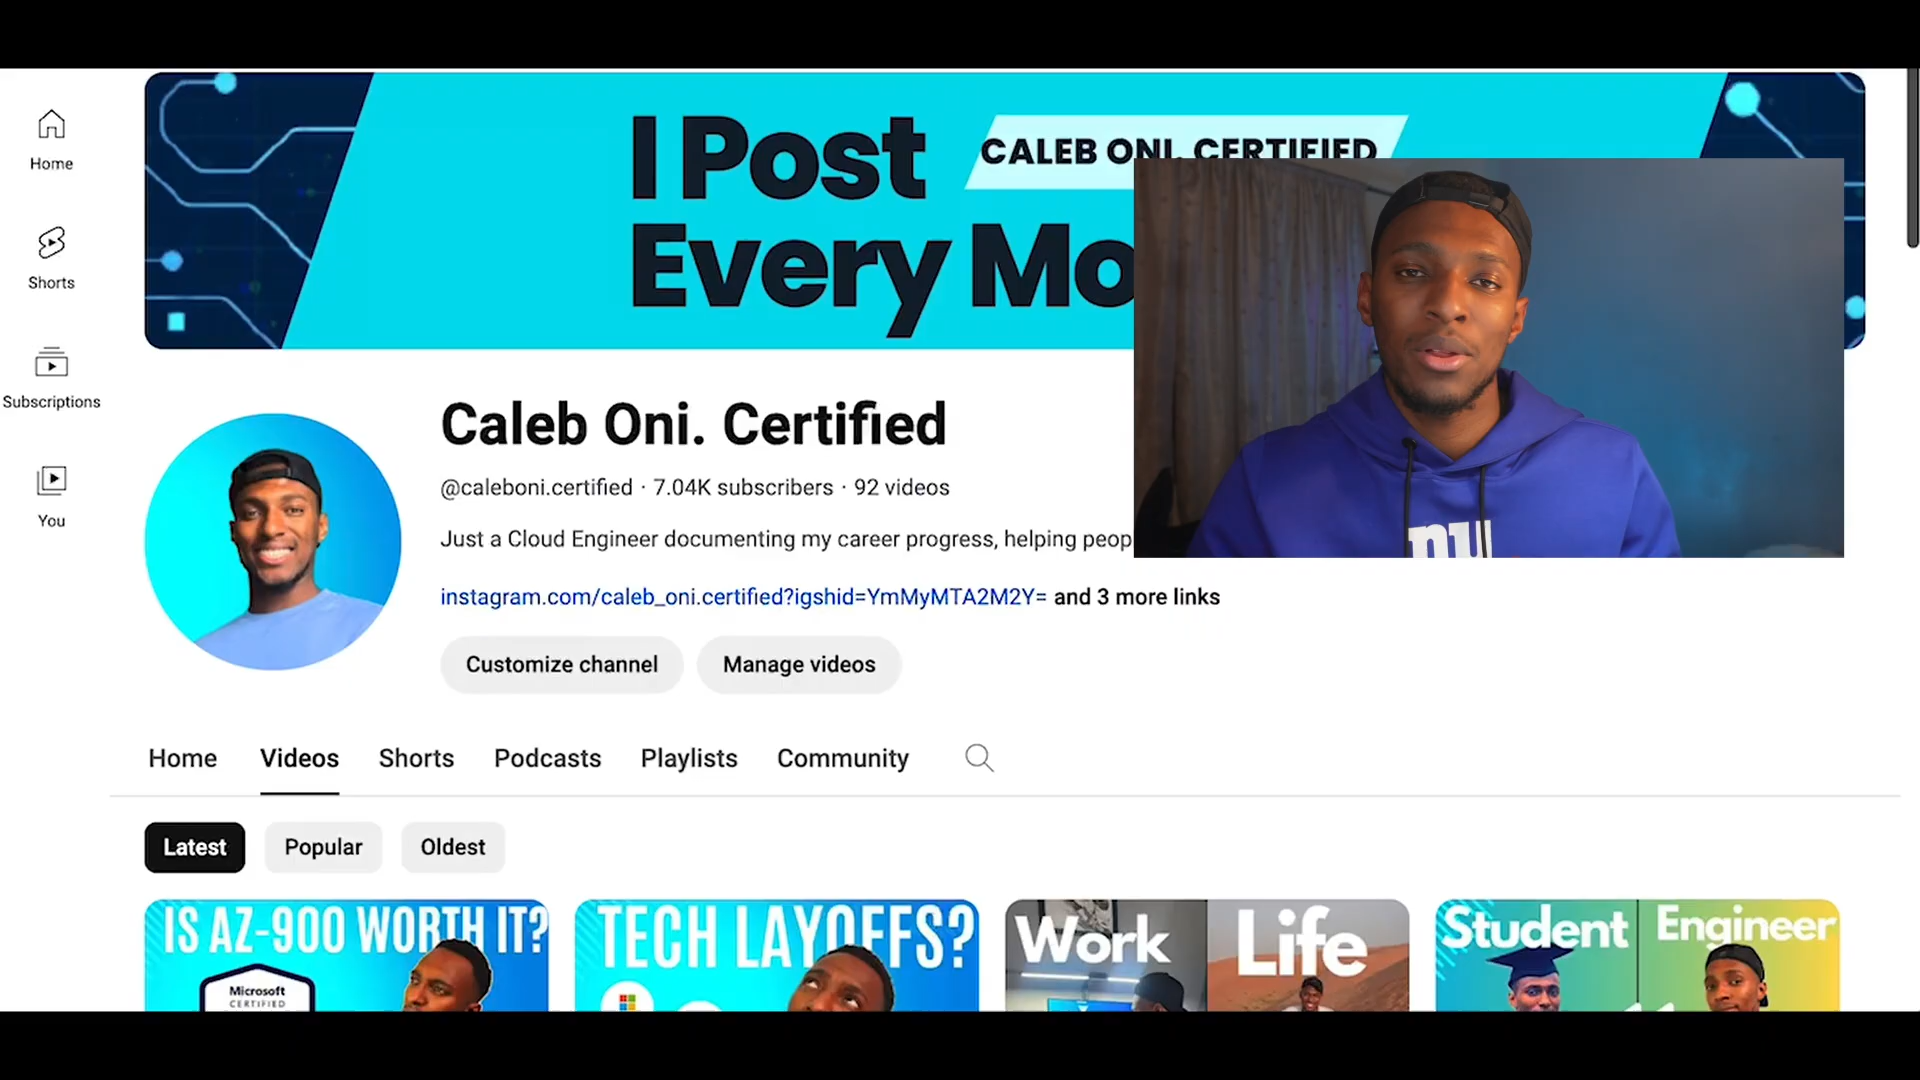 I Post
CALEB ONI. CERTIFIED
Every Mo
Home
Shorts
Subscriptions
You
Caleb Oni. Certified
@caleboni.certified · 7.04K subscribers · 92 videos
Just a Cloud Engineer documenting my career progress, helping peop
instagram.com/caleb_oni.certified?igshid=YmMyMTA2M2Y= and 3 more links
Customize channel
Manage videos
ny
Home Videos Shorts Podcasts Playlists Community
Latest Popular Oldest
IS AZ-900 WORTH IT?
Microsoft
CERTIFIED
TECH LAYOFFS?
Work Life
Student Engineer